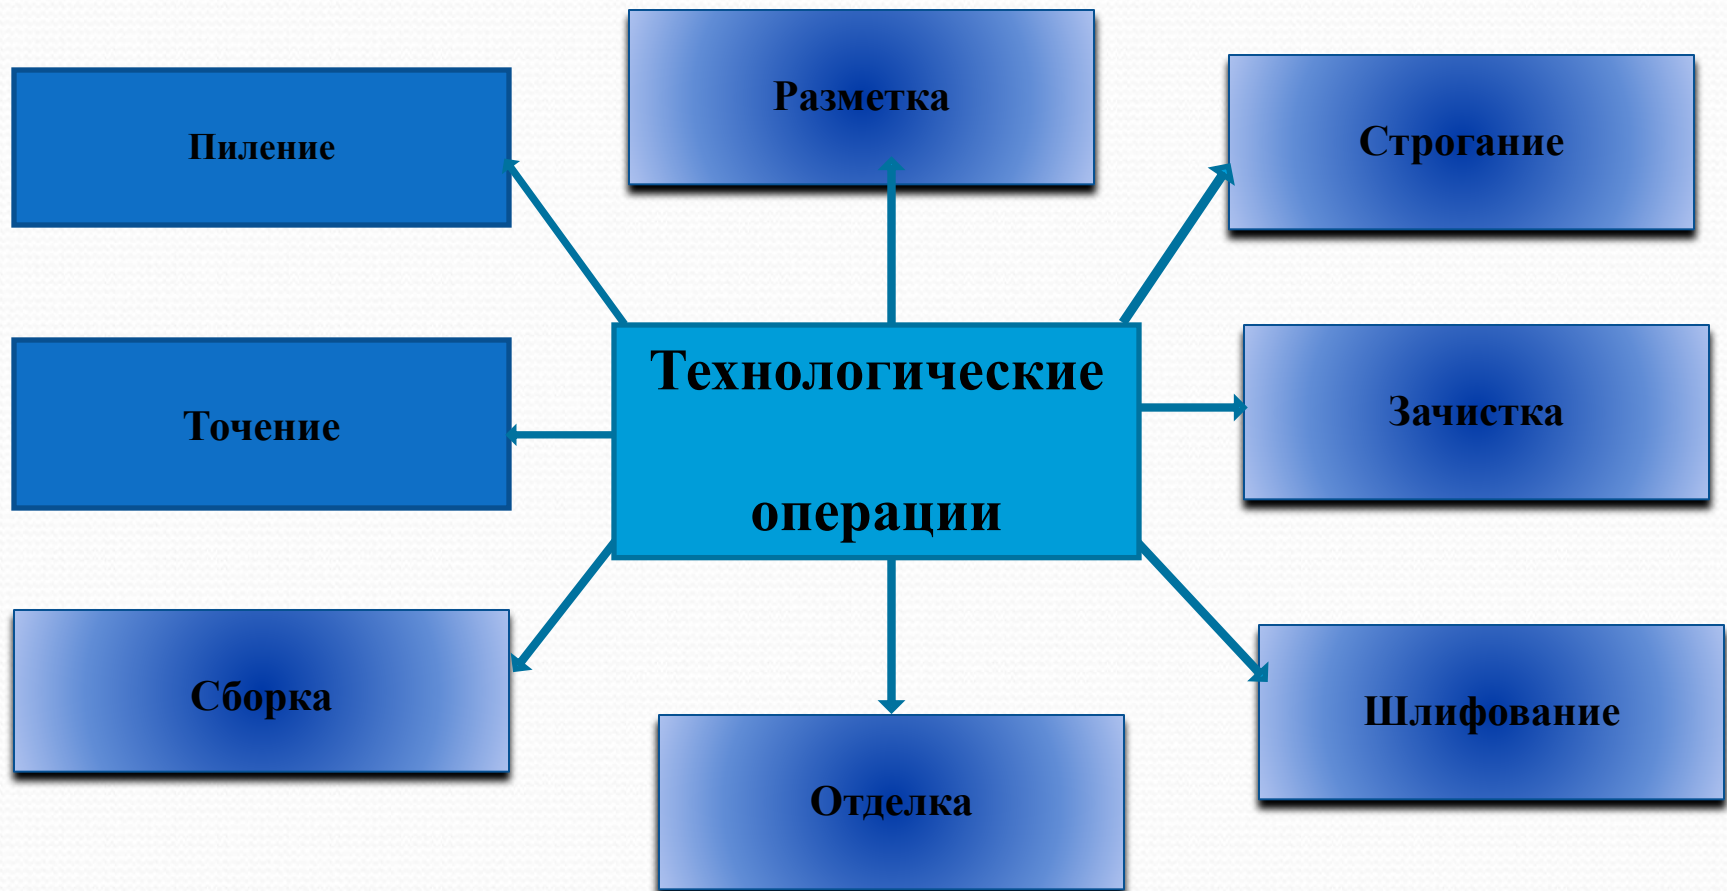 Разметка
Строгание
Пиление
Технологические
операции
Зачистка
Точение
Сборка
Шлифование
Отделка